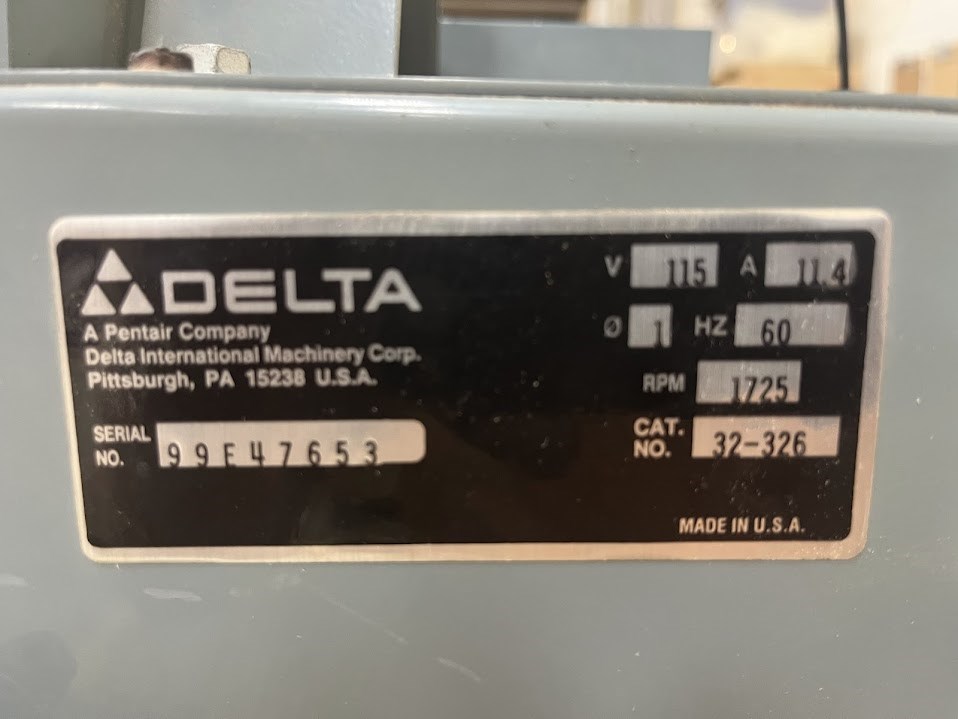 DELTA
A Pentair Company
Delta International Machinery Corp.
Pittsburgh, PA 15238 U.S.A.
SERIAL NO. 99E47653
V 115 A 11.4
Ø 1 HZ 60
RPM 1725
CAT. NO. 32-326
MADE IN U.S.A.